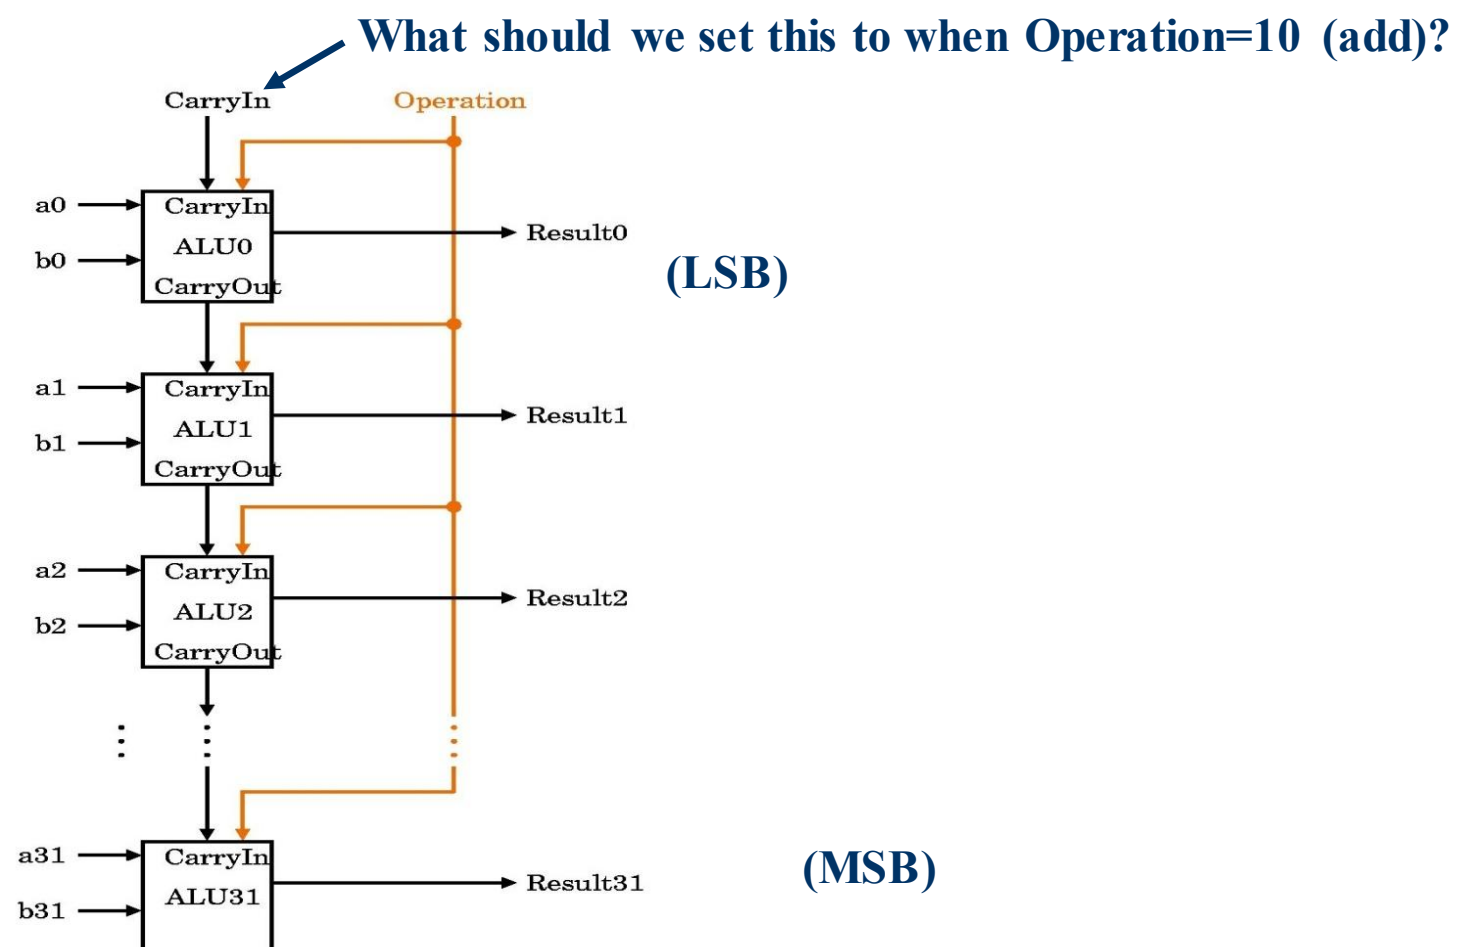 What should we set this to when Operation=10 (add)?
CarryIn Operation
a0 CarryIn
ALU0 Result0
b0
CarryOut
(LSB)
a1 CarryIn
ALU1 Result1
b1
CarryOut
a2 CarryIn
ALU2 Result2
b2
CarryOut
a31 CarryIn
ALU31 Result31
b31
(MSB)